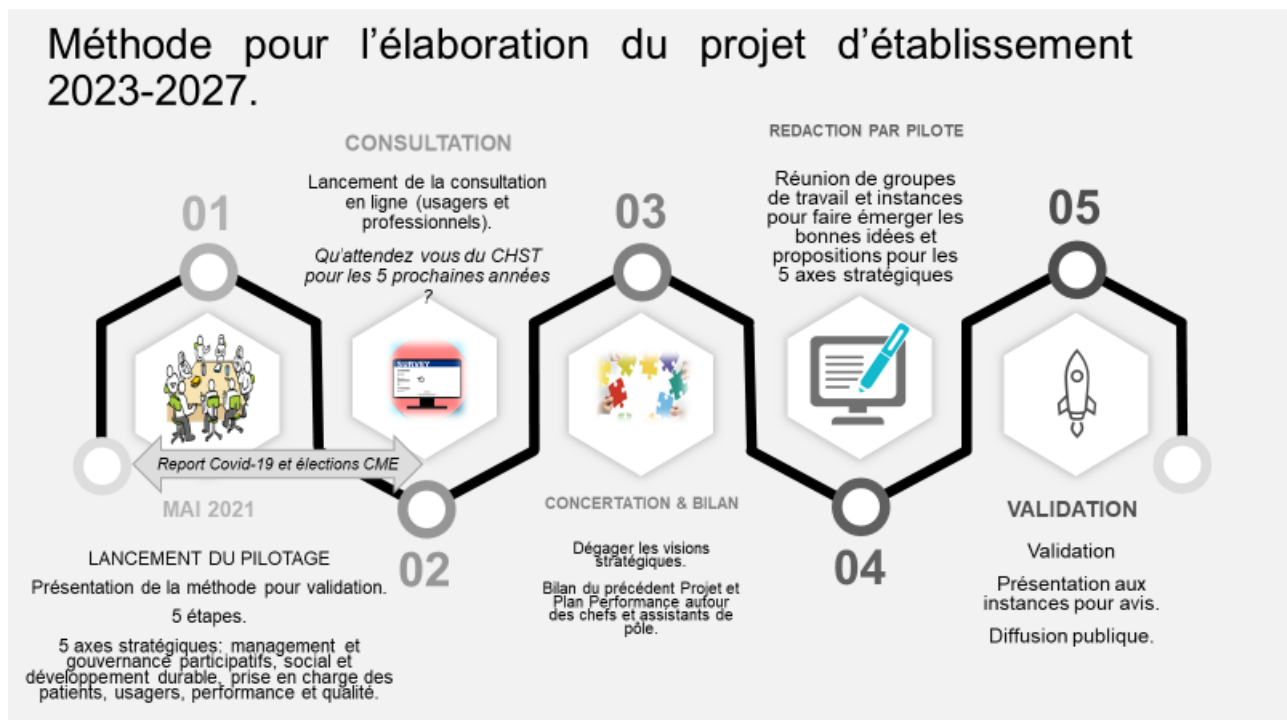 Méthode pour l'élaboration du projet d'établissement
2023-2027.
01
MAI 2021
LANCEMENT DU PILOTAGE
Présentation de la méthode pour validation.
5 étapes.
5 axes stratégiques: management et
gouvernance participatifs, social et
développement durable, prise en charge des
patients, usagers, performance et qualité.
Report Covid-19 et élections CME
CONSULTATION
Lancement de la consultation
en ligne (usagers et
professionnels).
Qu'attendez vous du CHST
pour les 5 prochaines années
?
SURVEY
02
03
CONCERTATION & BILAN
Dégager les visions
stratégiques.
Bilan du précédent Projet et
Plan Performance autour
des chefs et assistants de
pôle.
REDACTION PAR PILOTE
Réunion de groupes
de travail et instances
pour faire émerger les
bonnes idées et
propositions pour les
5 axes stratégiques
04
05
VALIDATION
Validation
Présentation aux
instances pour avis.
Diffusion publique.